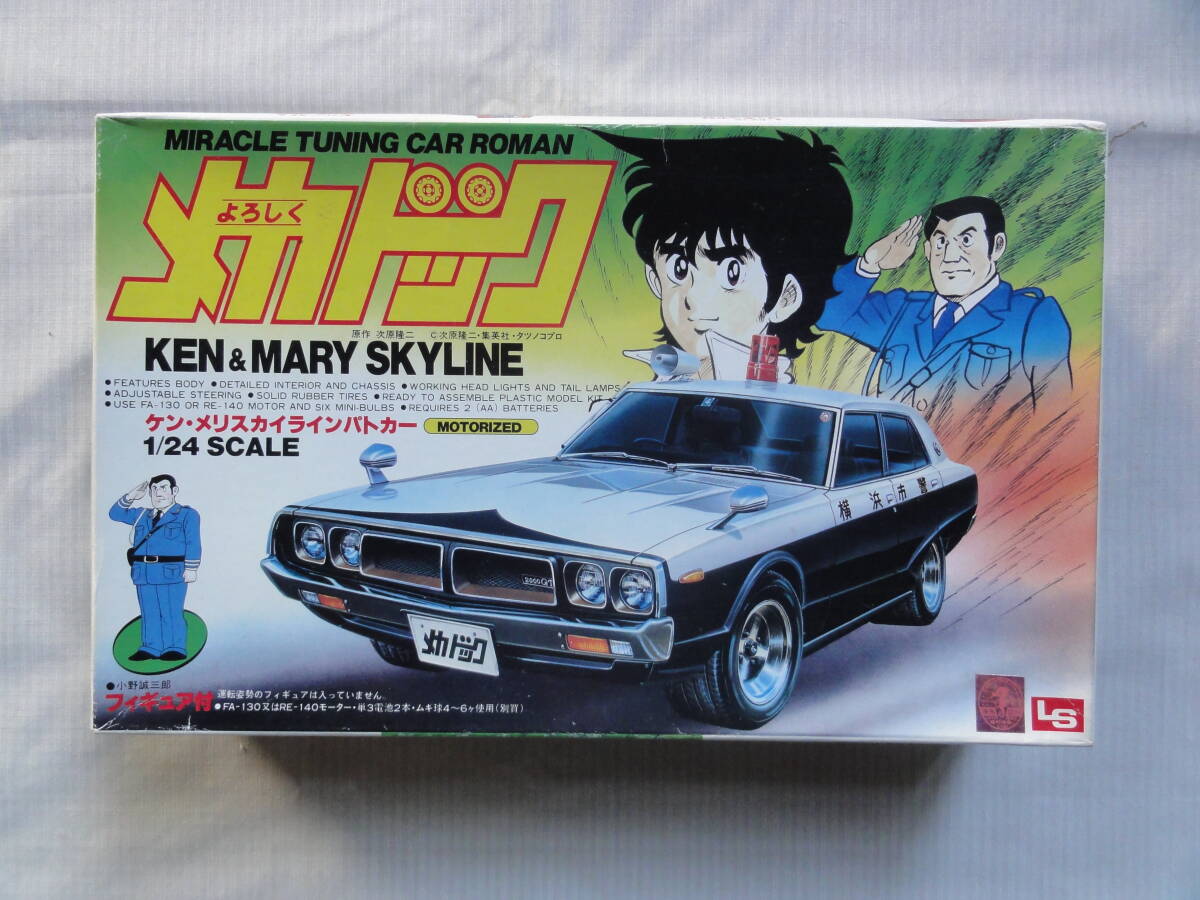 MIRACLE TUNING CAR ROMAN
よろしく
メカドック
原作 次原隆二 ©次原隆二・集英社・タツノコプロ
KEN & MARY SKYLINE
●FEATURES BODY ●DETAILED INTERIOR AND CHASSIS ●WORKING HEAD LIGHTS AND TAIL LAMPS
●ADJUSTABLE STEERING ●SOLID RUBBER TIRES ●READY TO ASSEMBLE PLASTIC MODEL KIT
●USE FA-130 OR RE-140 MOTOR AND SIX MINI-BULBS ●REQUIRES 2 (AA) BATTERIES
ケン・メリスカイラインパトカー MOTORIZED
1/24 SCALE
横浜市警
2000GT
メカドック
●小野誠三郎
フィギュア付
運転姿勢のフィギュアは入っていません。
●FA-130又はRE-140モーター・単3電池2本・ムギ球4〜6ヶ使用(別買)
LS